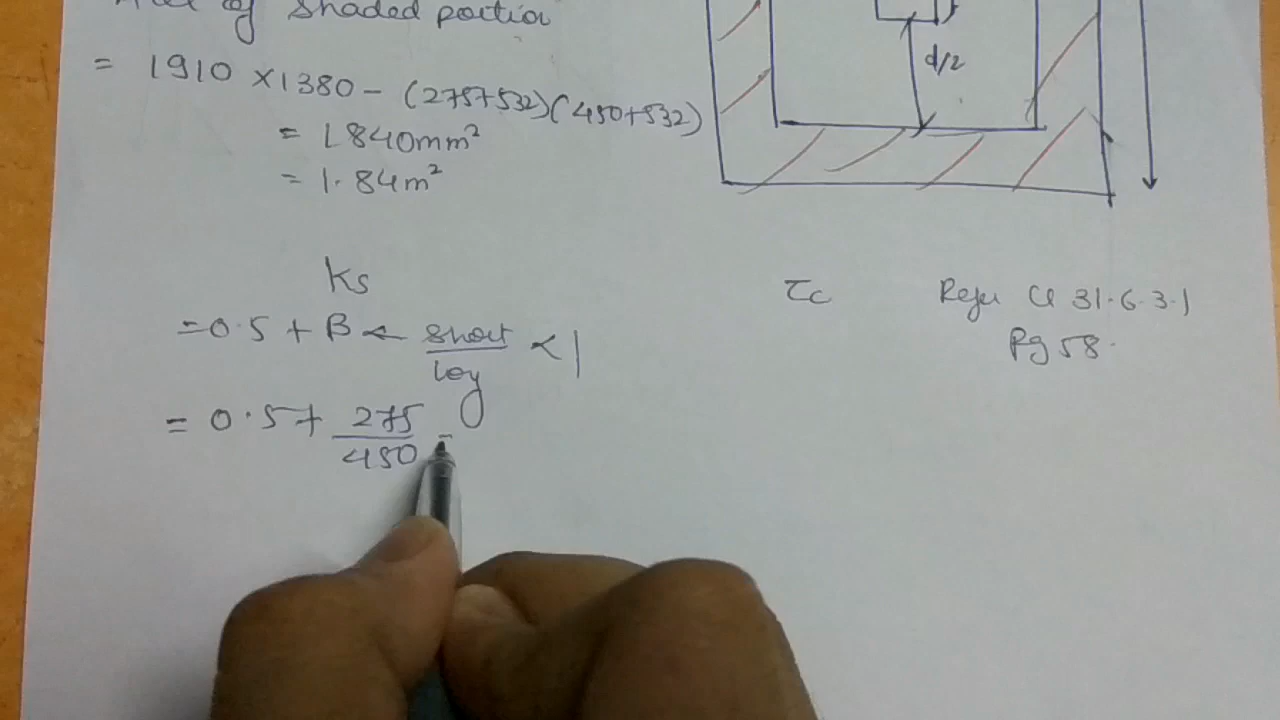 of shaded portion
= 1910 × 1380 - (275+532)(450+532)
= 1840mm²
= 1.84m²
d/2
ks
= 0.5 + β ← short/long < 1
= 0.5 + 275/450 =
τc
Refer Cl 31.6.3.1
Pg 58.